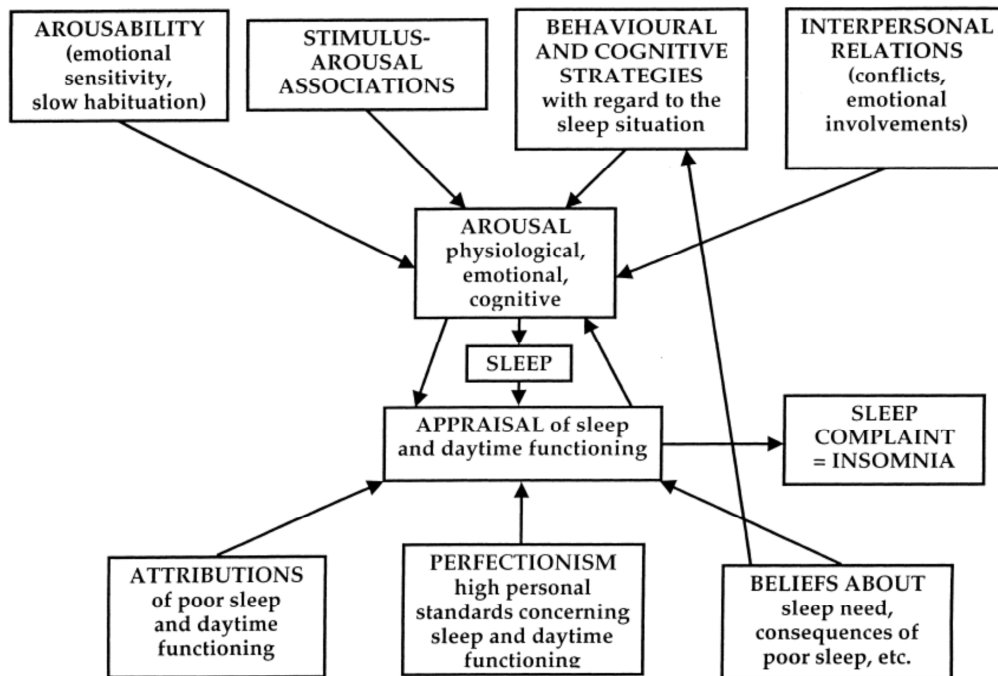 AROUSABILITY
(emotional
sensitivity,
slow habituation)
STIMULUS-
AROUSAL
ASSOCIATIONS
BEHAVIOURAL
AND COGNITIVE
STRATEGIES
with regard to the
sleep situation
INTERPERSONAL
RELATIONS
(conflicts,
emotional
involvements)
AROUSAL
physiological,
emotional,
cognitive
SLEEP
APPRAISAL of sleep
and daytime functioning
SLEEP
COMPLAINT
= INSOMNIA
ATTRIBUTIONS
of poor sleep
and daytime
functioning
PERFECTIONISM
high personal
standards concerning
sleep and daytime
functioning
BELIEFS ABOUT
sleep need,
consequences of
poor sleep, etc.